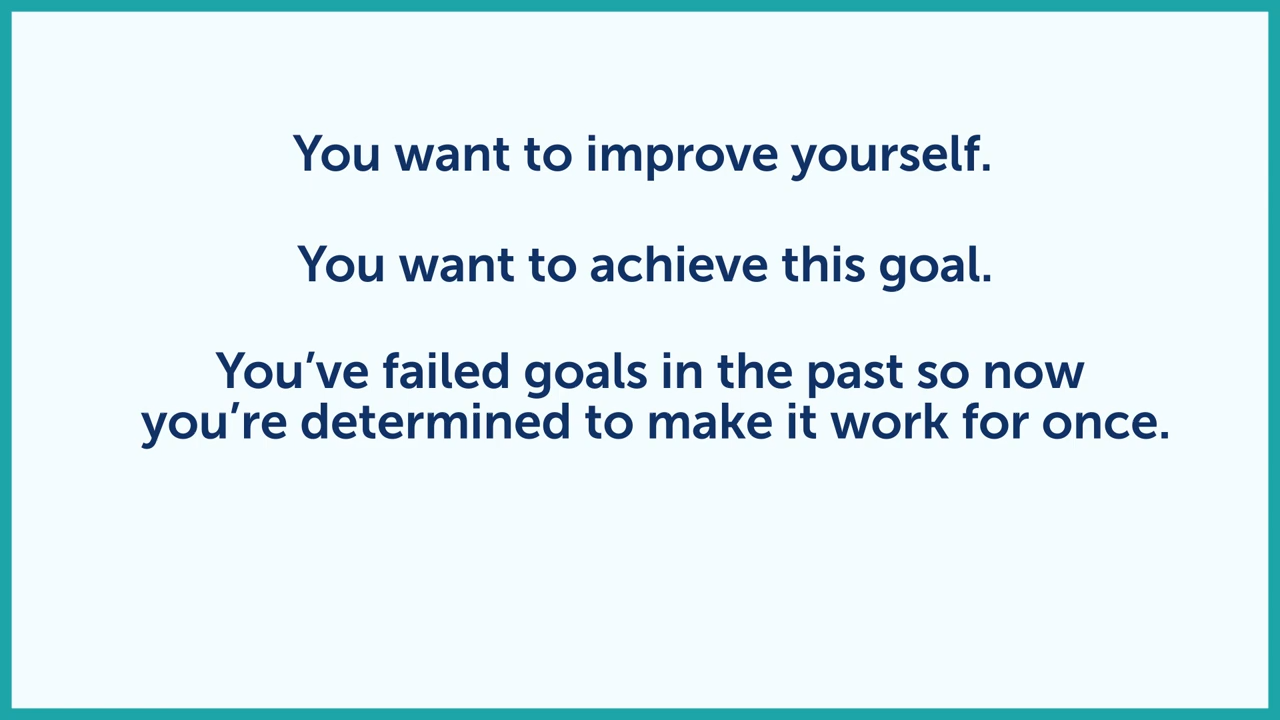 You want to improve yourself.
You want to achieve this goal.
You’ve failed goals in the past so now
you’re determined to make it work for once.